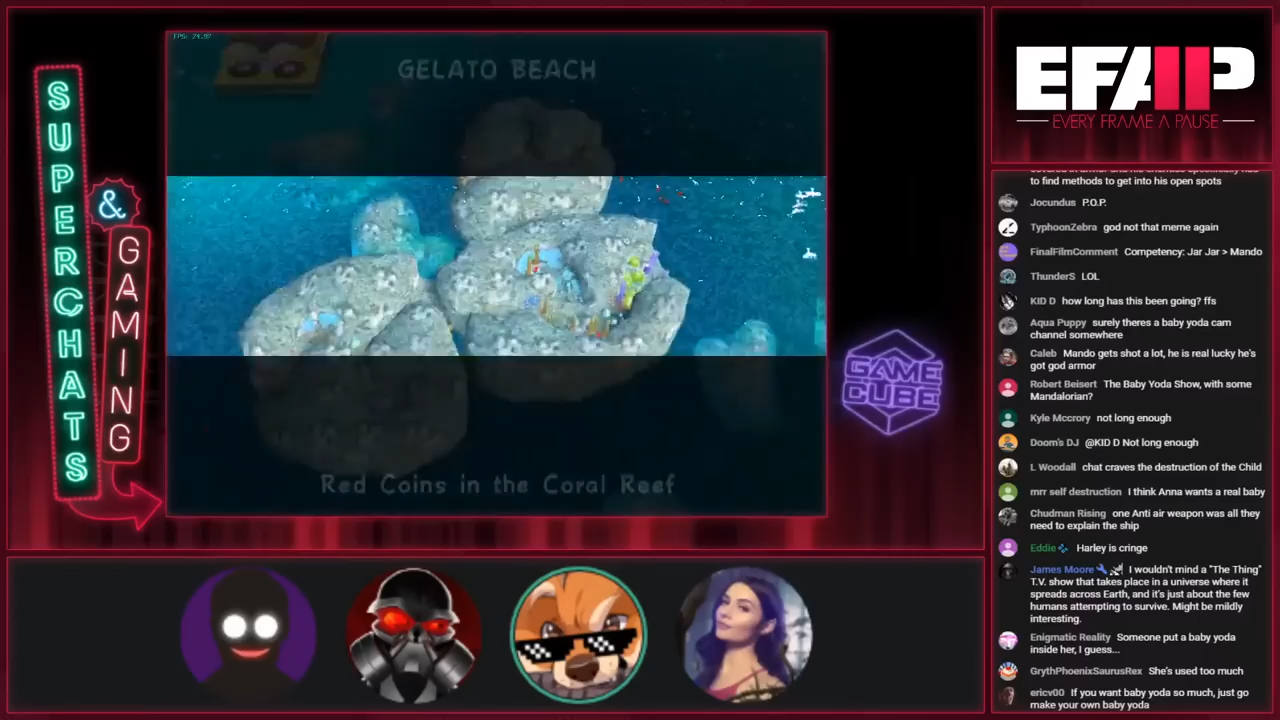 SUPERCHATS
&
GAMING
FPS: 74.97
GELATO BEACH
Red Coins in the Coral Reef
GAME
CUBE
EFAP
EVERY FRAME A PAUSE
to find methods to get into his open spots
Jocundus P.O.P.
TyphoonZebra god not that meme again
FinalFilmComment Competency: Jar Jar > Mando
ThunderS LOL
KID D how long has this been going? ffs
Aqua Puppy surely there a baby yoda cam
channel somewhere
Caleb Mando gets shot a lot, he is real lucky he's
got god armor
Robert Beisert The Baby Yoda Show, with some
Mandalorian?
Kyle Mccrory not long enough
Doom's DJ @KID D Not long enough
L Woodall chat craves the destruction of the Child
mrr self destruction I think Anna wants a real baby
Chudman Rising one Anti air weapon was all they
need to explain the ship
Eddie Harley is cringe
James Moore I wouldn't mind a "The Thing"
T.V. show that takes place in a universe where it
spreads across Earth, and it's just about the few
humans attempting to survive. Might be mildly
interesting.
Enigmatic Reality Someone put a baby yoda
inside her, I guess...
GrythPhoenixSaurusRex She's used too much
ericv00 If you want baby yoda so much, just go
make your own baby yoda